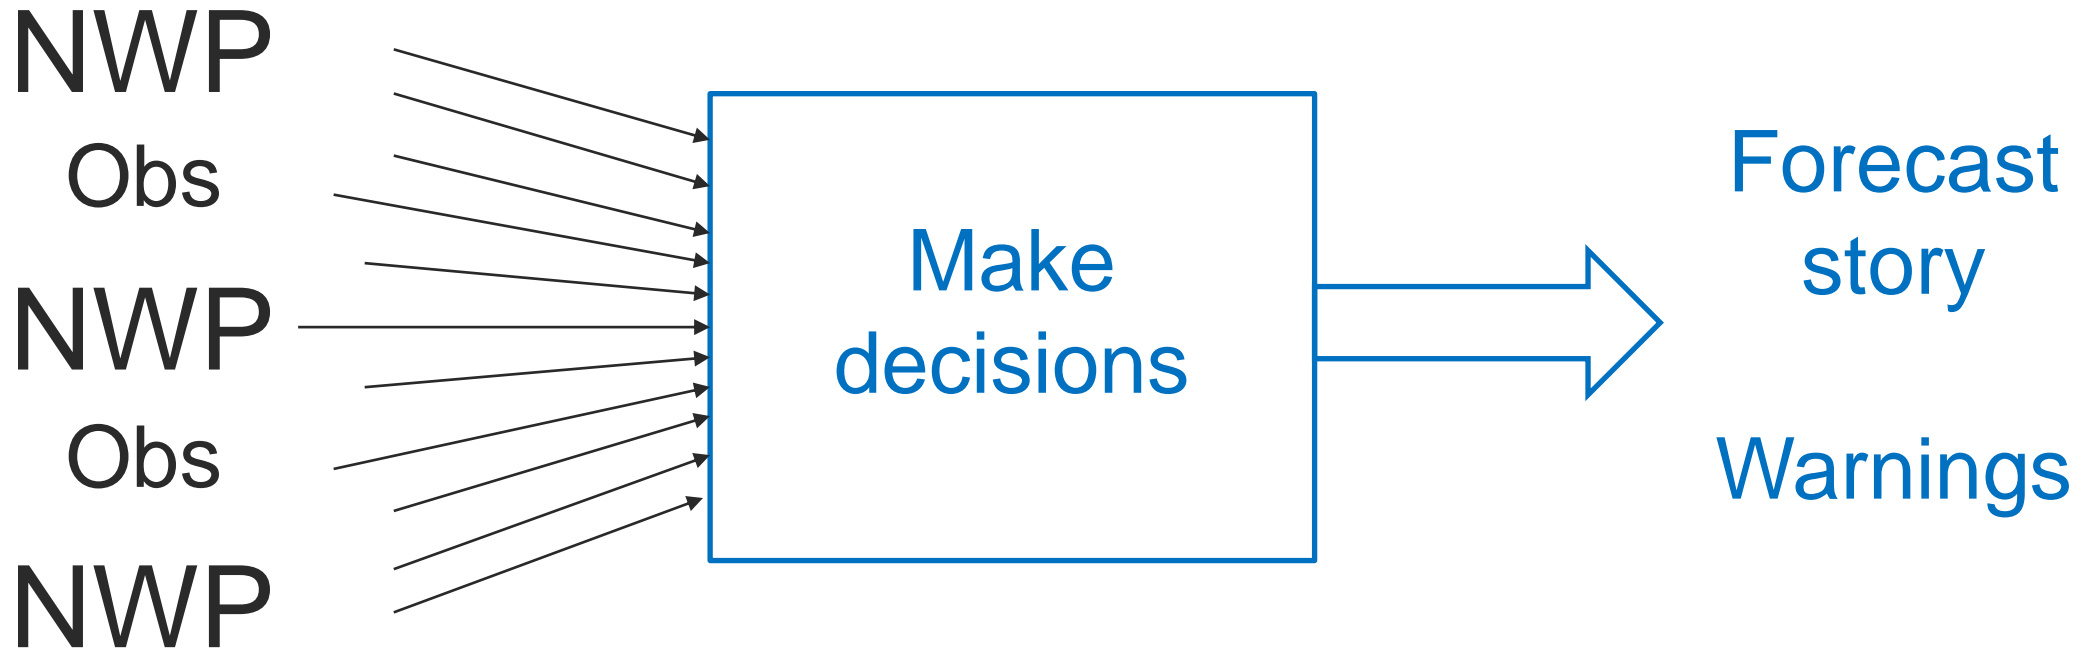 NWP
Obs
NWP
Obs
NWP
Make
decisions
Forecast
story
Warnings